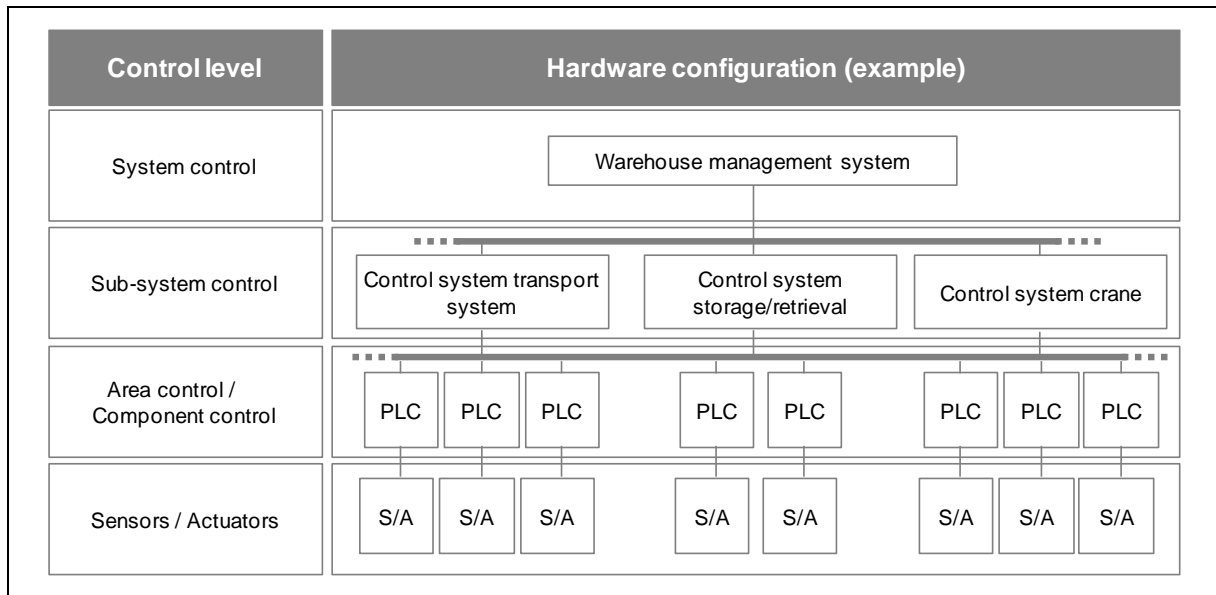 Control level
Hardware configuration (example)
System control
Warehouse management system
Sub-system control
Control system transport
system
Control system
storage/retrieval
Control system crane
Area control /
Component control
PLC PLC PLC PLC PLC PLC PLC PLC
Sensors / Actuators
S/A S/A S/A S/A S/A S/A S/A S/A